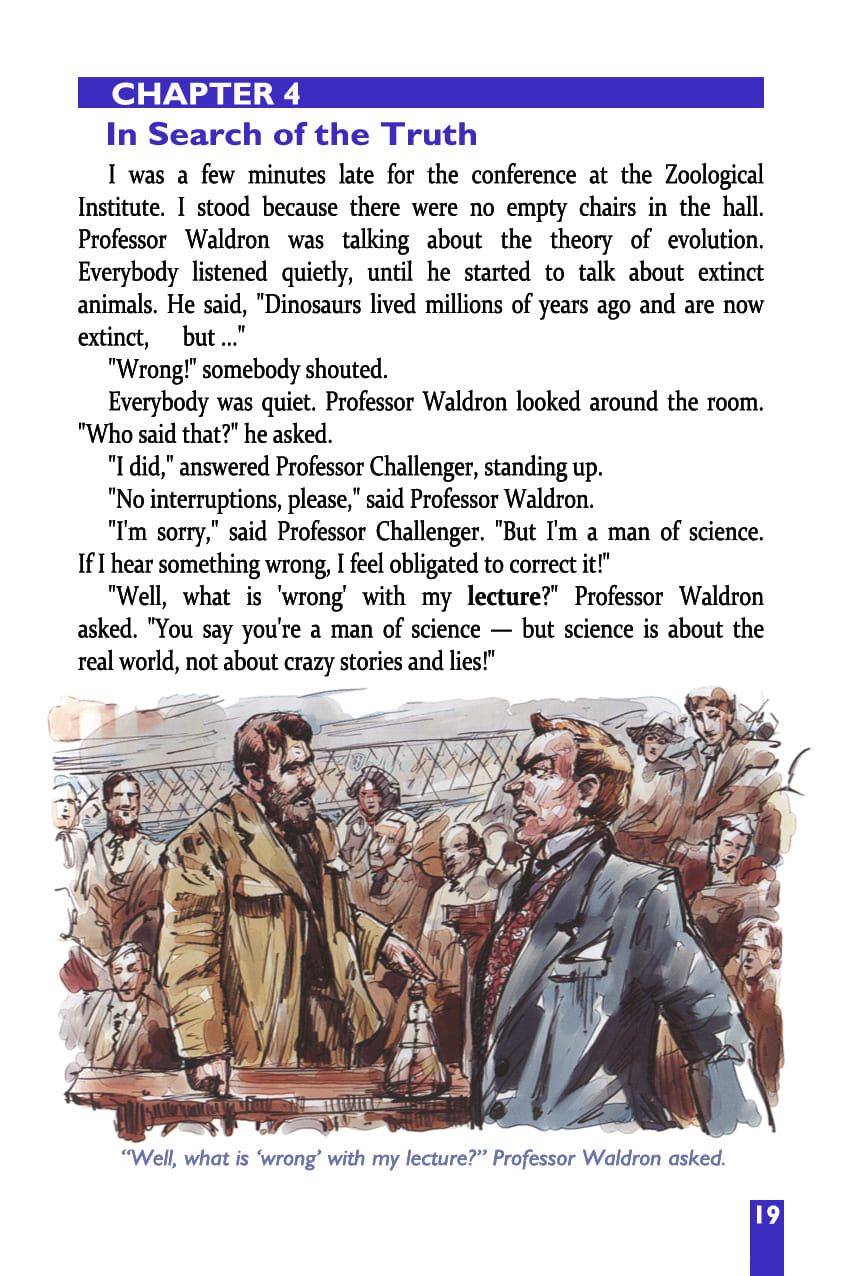 CHAPTER 4
In Search of the Truth
I was a few minutes late for the conference at the Zoological
Institute. I stood because there were no empty chairs in the hall.
Professor Waldron was talking about the theory of evolution.
Everybody listened quietly, until he started to talk about extinct
animals. He said, "Dinosaurs lived millions of years ago and are now
extinct, but ..."
"Wrong!" somebody shouted.
Everybody was quiet. Professor Waldron looked around the room.
"Who said that?" he asked.
"I did," answered Professor Challenger, standing up.
"No interruptions, please," said Professor Waldron.
"I'm sorry," said Professor Challenger. "But I'm a man of science.
If I hear something wrong, I feel obligated to correct it!"
"Well, what is 'wrong' with my lecture?" Professor Waldron
asked. "You say you're a man of science — but science is about the
real world, not about crazy stories and lies!"
“Well, what is ‘wrong’ with my lecture?” Professor Waldron asked.
19